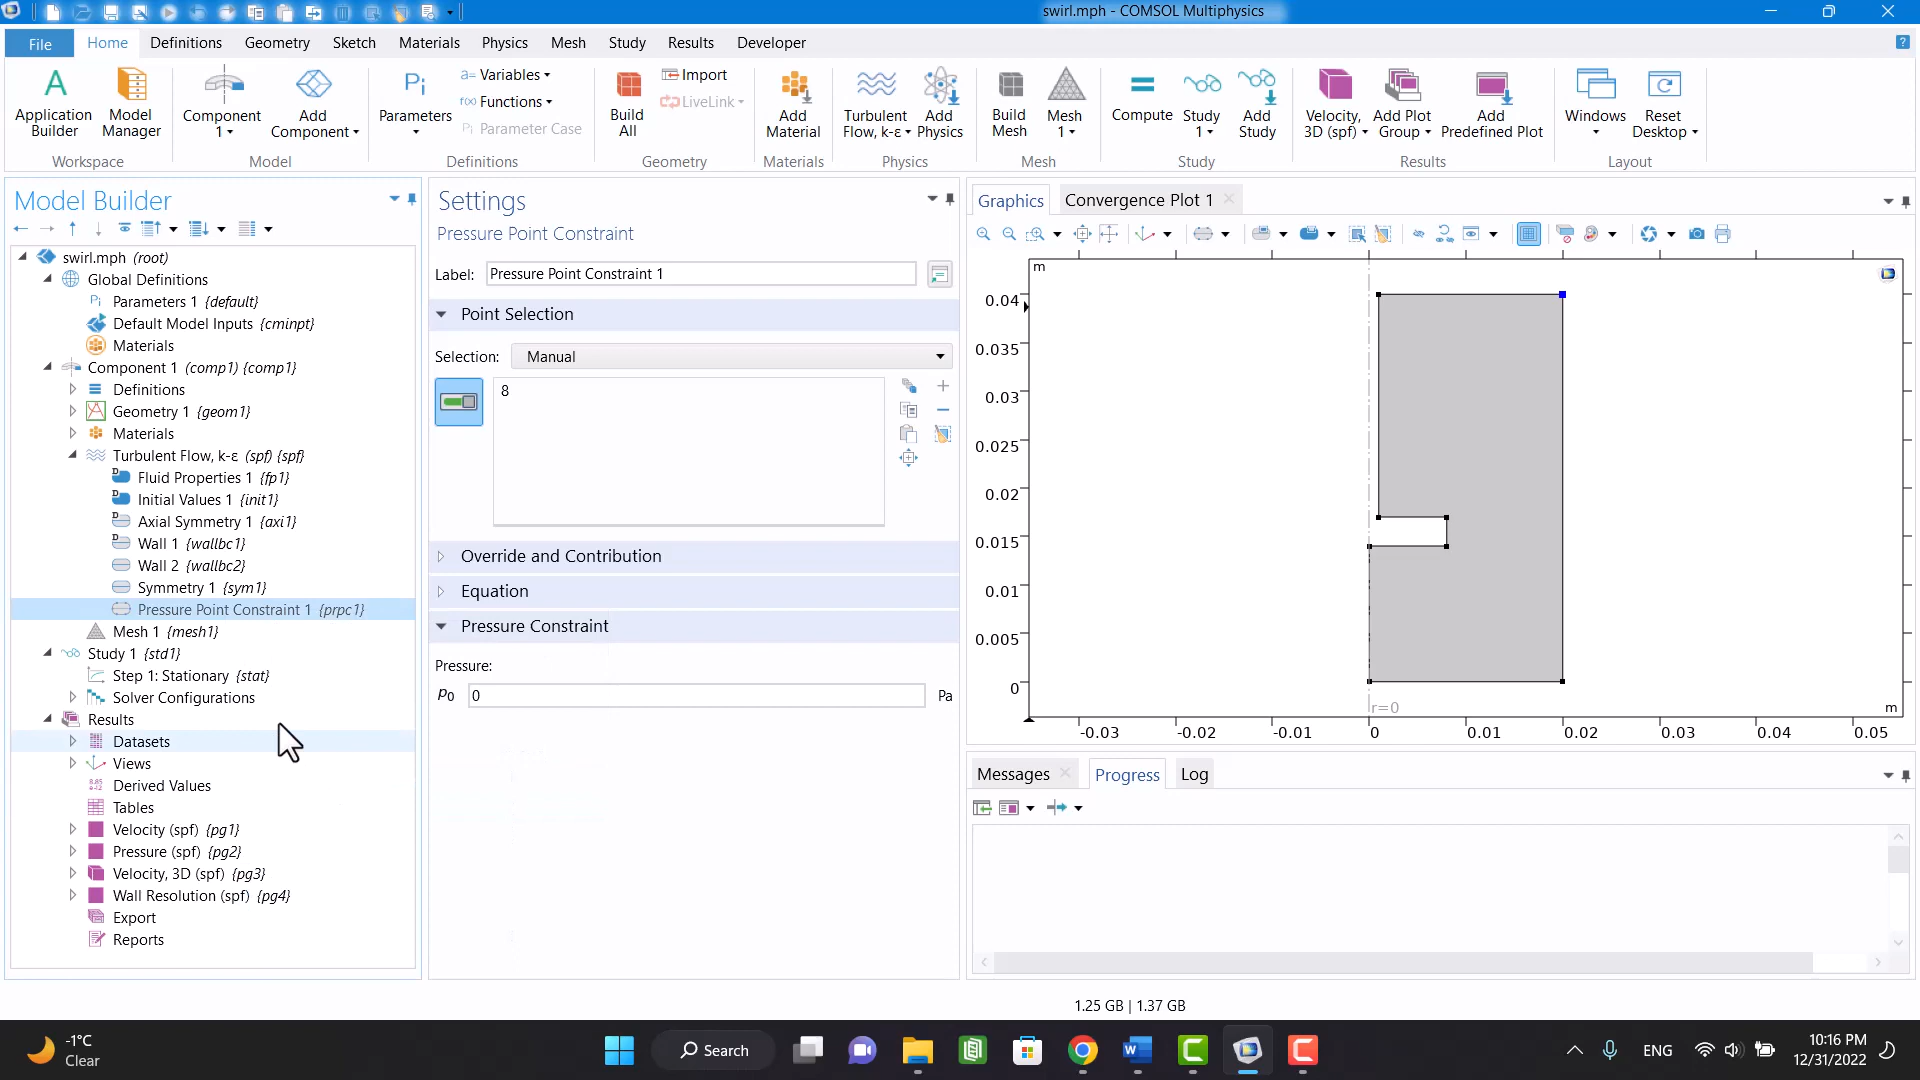 swirl.mph - COMSOL Multiphysics
File
Home
Definitions
Geometry
Sketch
Materials
Physics
Mesh
Study
Results
Developer
Application Builder
Model Manager
Workspace
Component 1
Add Component
Model
Parameters
a= Variables
f(x) Functions
Pi Parameter Case
Definitions
Build All
Import
LiveLink
Geometry
Add Material
Materials
Turbulent Flow, k-ε
Add Physics
Physics
Build Mesh
Mesh 1
Mesh
Compute
Study 1
Add Study
Study
Velocity, 3D (spf)
Add Plot Group
Add Predefined Plot
Results
Windows
Reset Desktop
Layout
Model Builder
swirl.mph (root)
Global Definitions
Parameters 1 {default}
Default Model Inputs {cminpt}
Materials
Component 1 (comp1) {comp1}
Definitions
Geometry 1 {geom1}
Materials
Turbulent Flow, k-ε (spf) {spf}
Fluid Properties 1 {fp1}
Initial Values 1 {init1}
Axial Symmetry 1 {axi1}
Wall 1 {wallbc1}
Wall 2 {wallbc2}
Symmetry 1 {sym1}
Pressure Point Constraint 1 {prpc1}
Mesh 1 {mesh1}
Study 1 {std1}
Step 1: Stationary {stat}
Solver Configurations
Results
Datasets
Views
Derived Values
Tables
Velocity (spf) {pg1}
Pressure (spf) {pg2}
Velocity, 3D (spf) {pg3}
Wall Resolution (spf) {pg4}
Export
Reports
Settings
Pressure Point Constraint
Label: Pressure Point Constraint 1
Point Selection
Selection: Manual
8
Override and Contribution
Equation
Pressure Constraint
Pressure:
p0 0 Pa
Graphics
Convergence Plot 1
m
0.04
0.035
0.03
0.025
0.02
0.015
0.01
0.005
0
r=0
m
-0.03 -0.02 -0.01 0 0.01 0.02 0.03 0.04 0.05
Messages
Progress
Log
1.25 GB | 1.37 GB
-1°C
Clear
Search
ENG
10:16 PM
12/31/2022